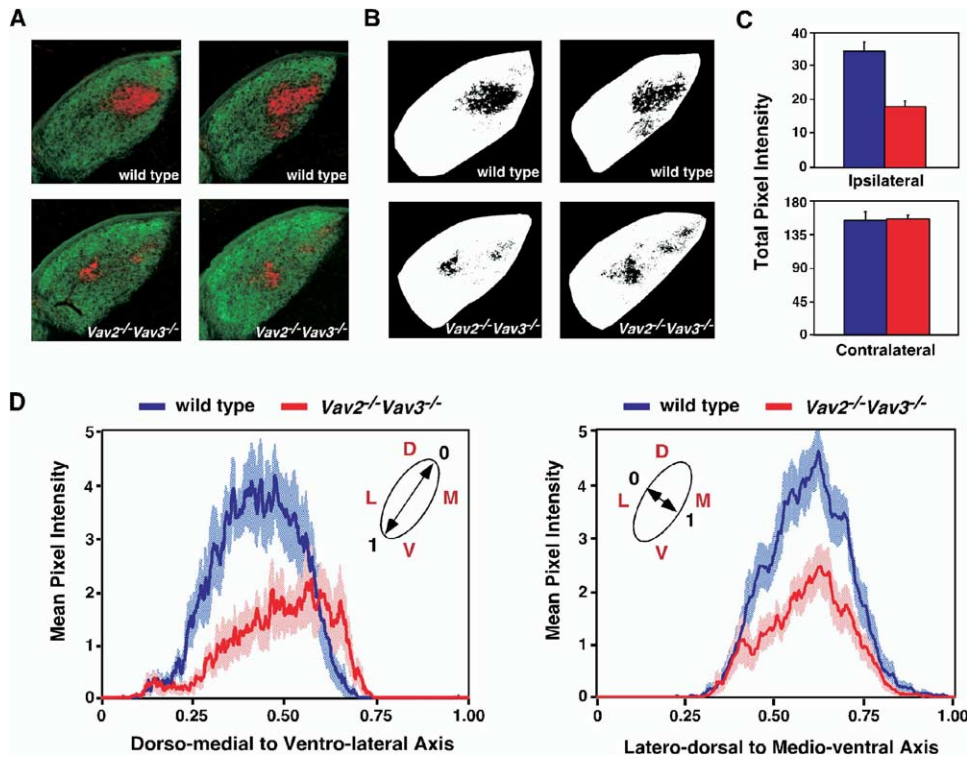 A
wild type
wild type
Vav2-/-Vav3-/-
Vav2-/-Vav3-/-
B
wild type
wild type
Vav2-/-Vav3-/-
Vav2-/-Vav3-/-
C
Total Pixel Intensity
40
30
20
10
0
Ipsilateral
180
135
90
45
0
Contralateral
D
wild type
Vav2-/-Vav3-/-
Mean Pixel Intensity
5
4
3
2
1
0
D
0
L
M
1
V
0
0.25
0.50
0.75
1.00
Dorso-medial to Ventro-lateral Axis
wild type
Vav2-/-Vav3-/-
Mean Pixel Intensity
5
4
3
2
1
0
D
0
L
M
1
V
0
0.25
0.50
0.75
1.00
Latero-dorsal to Medio-ventral Axis